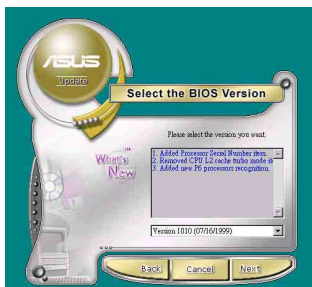 ASUS
Update
Select the BIOS Version
Please select the version you want.
What's New
1. Added Processor Serial Number item.
2. Removed CPU L2 cache turbo mode
3. Added new P6 processors recognition.
Version 1010 (07/16/1999)
Back
Cancel
Next